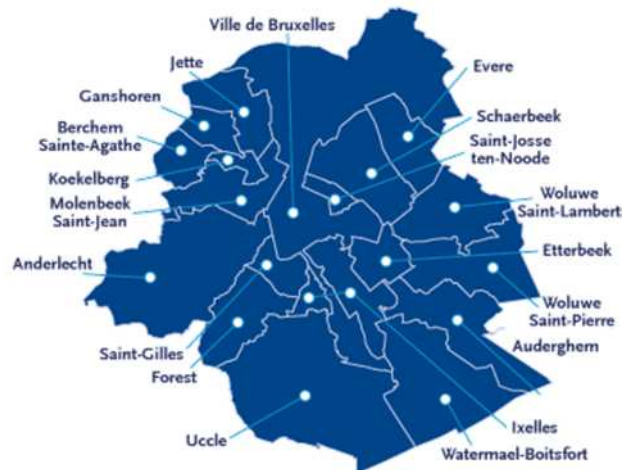 Ville de Bruxelles
Jette
Ganshoren
Berchem
Sainte-Agathe
Koekelberg
Molenbeek
Saint-Jean
Anderlecht
Saint-Gilles
Forest
Uccle
Evere
Schaerbeek
Saint-Josse
ten-Noode
Woluwe
Saint-Lambert
Etterbeek
Woluwe
Saint-Pierre
Auderghem
Ixelles
Watermael-Boitsfort